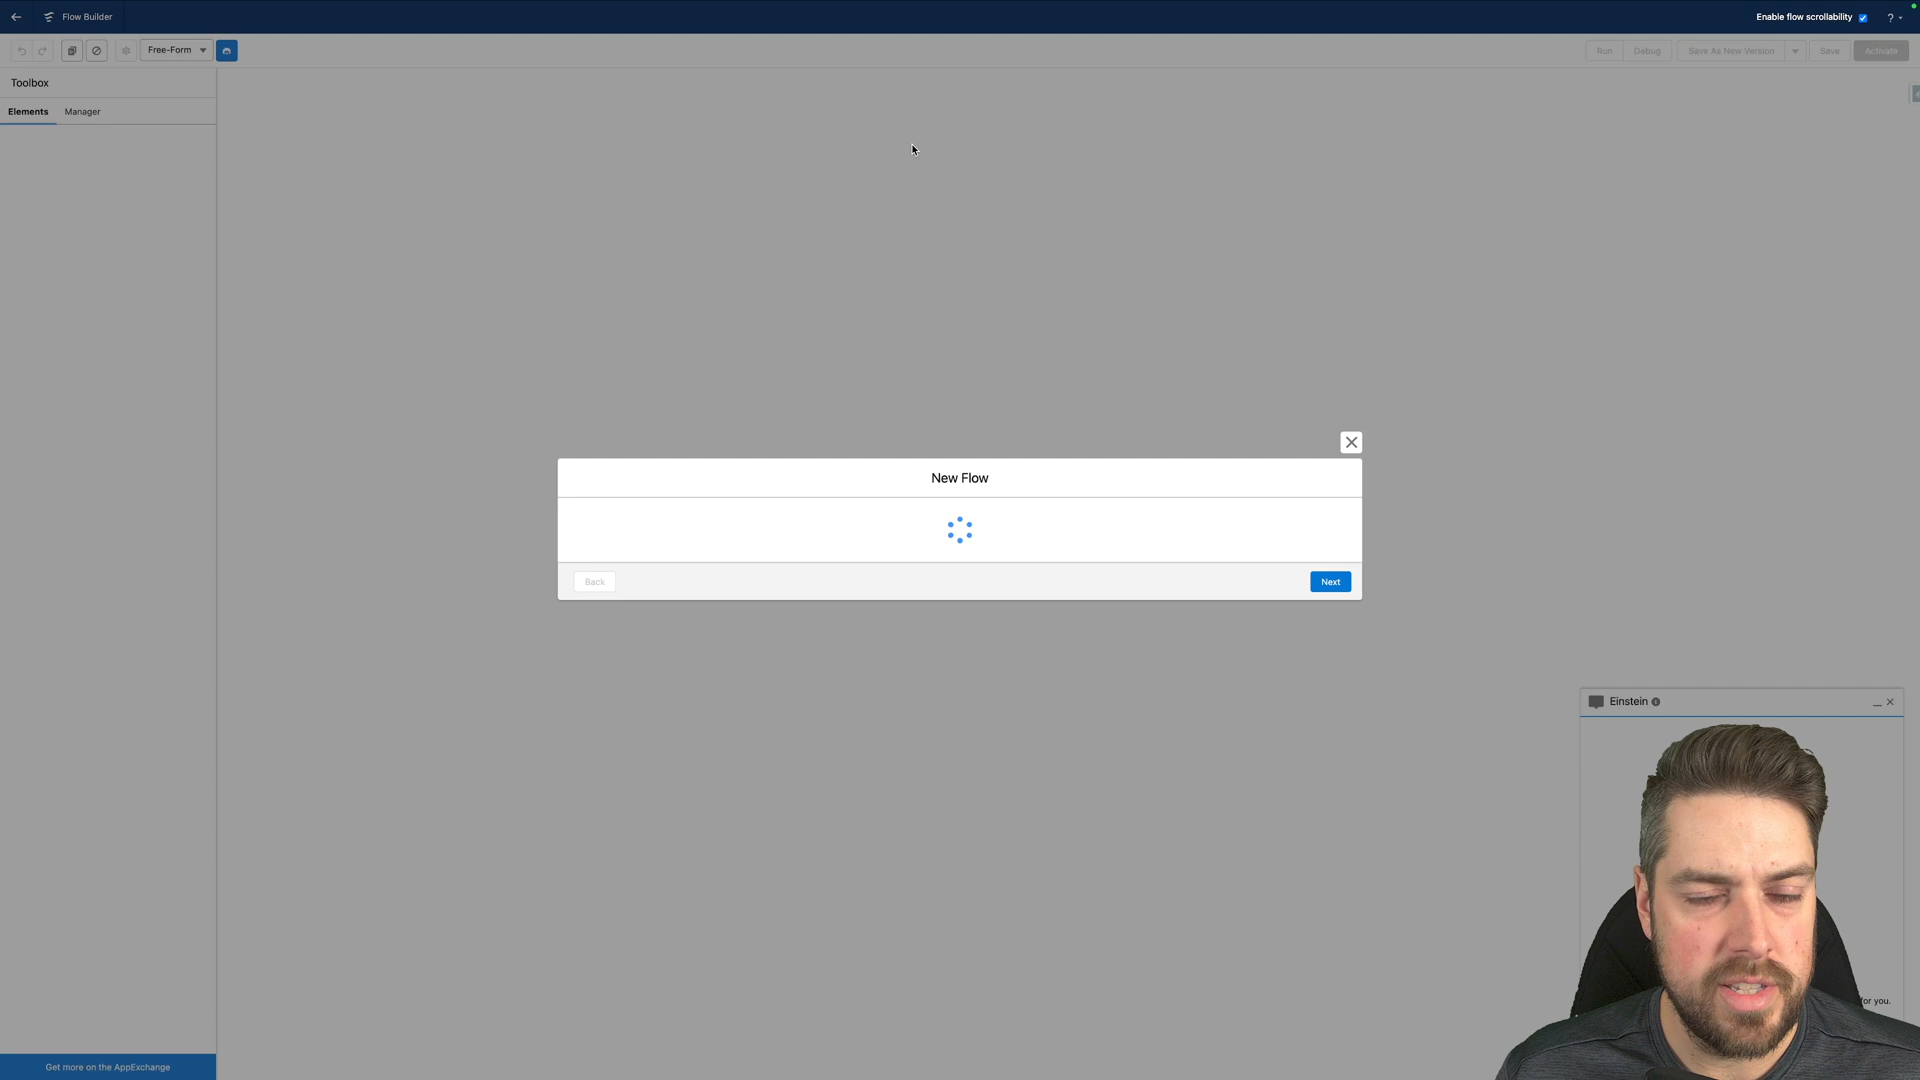 Flow Builder
Enable flow scrollability
?
Free-Form
Run
Debug
Save As New Version
Save
Activate
Toolbox
Elements
Manager
New Flow
Back
Next
Einstein
for you.
Get more on the AppExchange